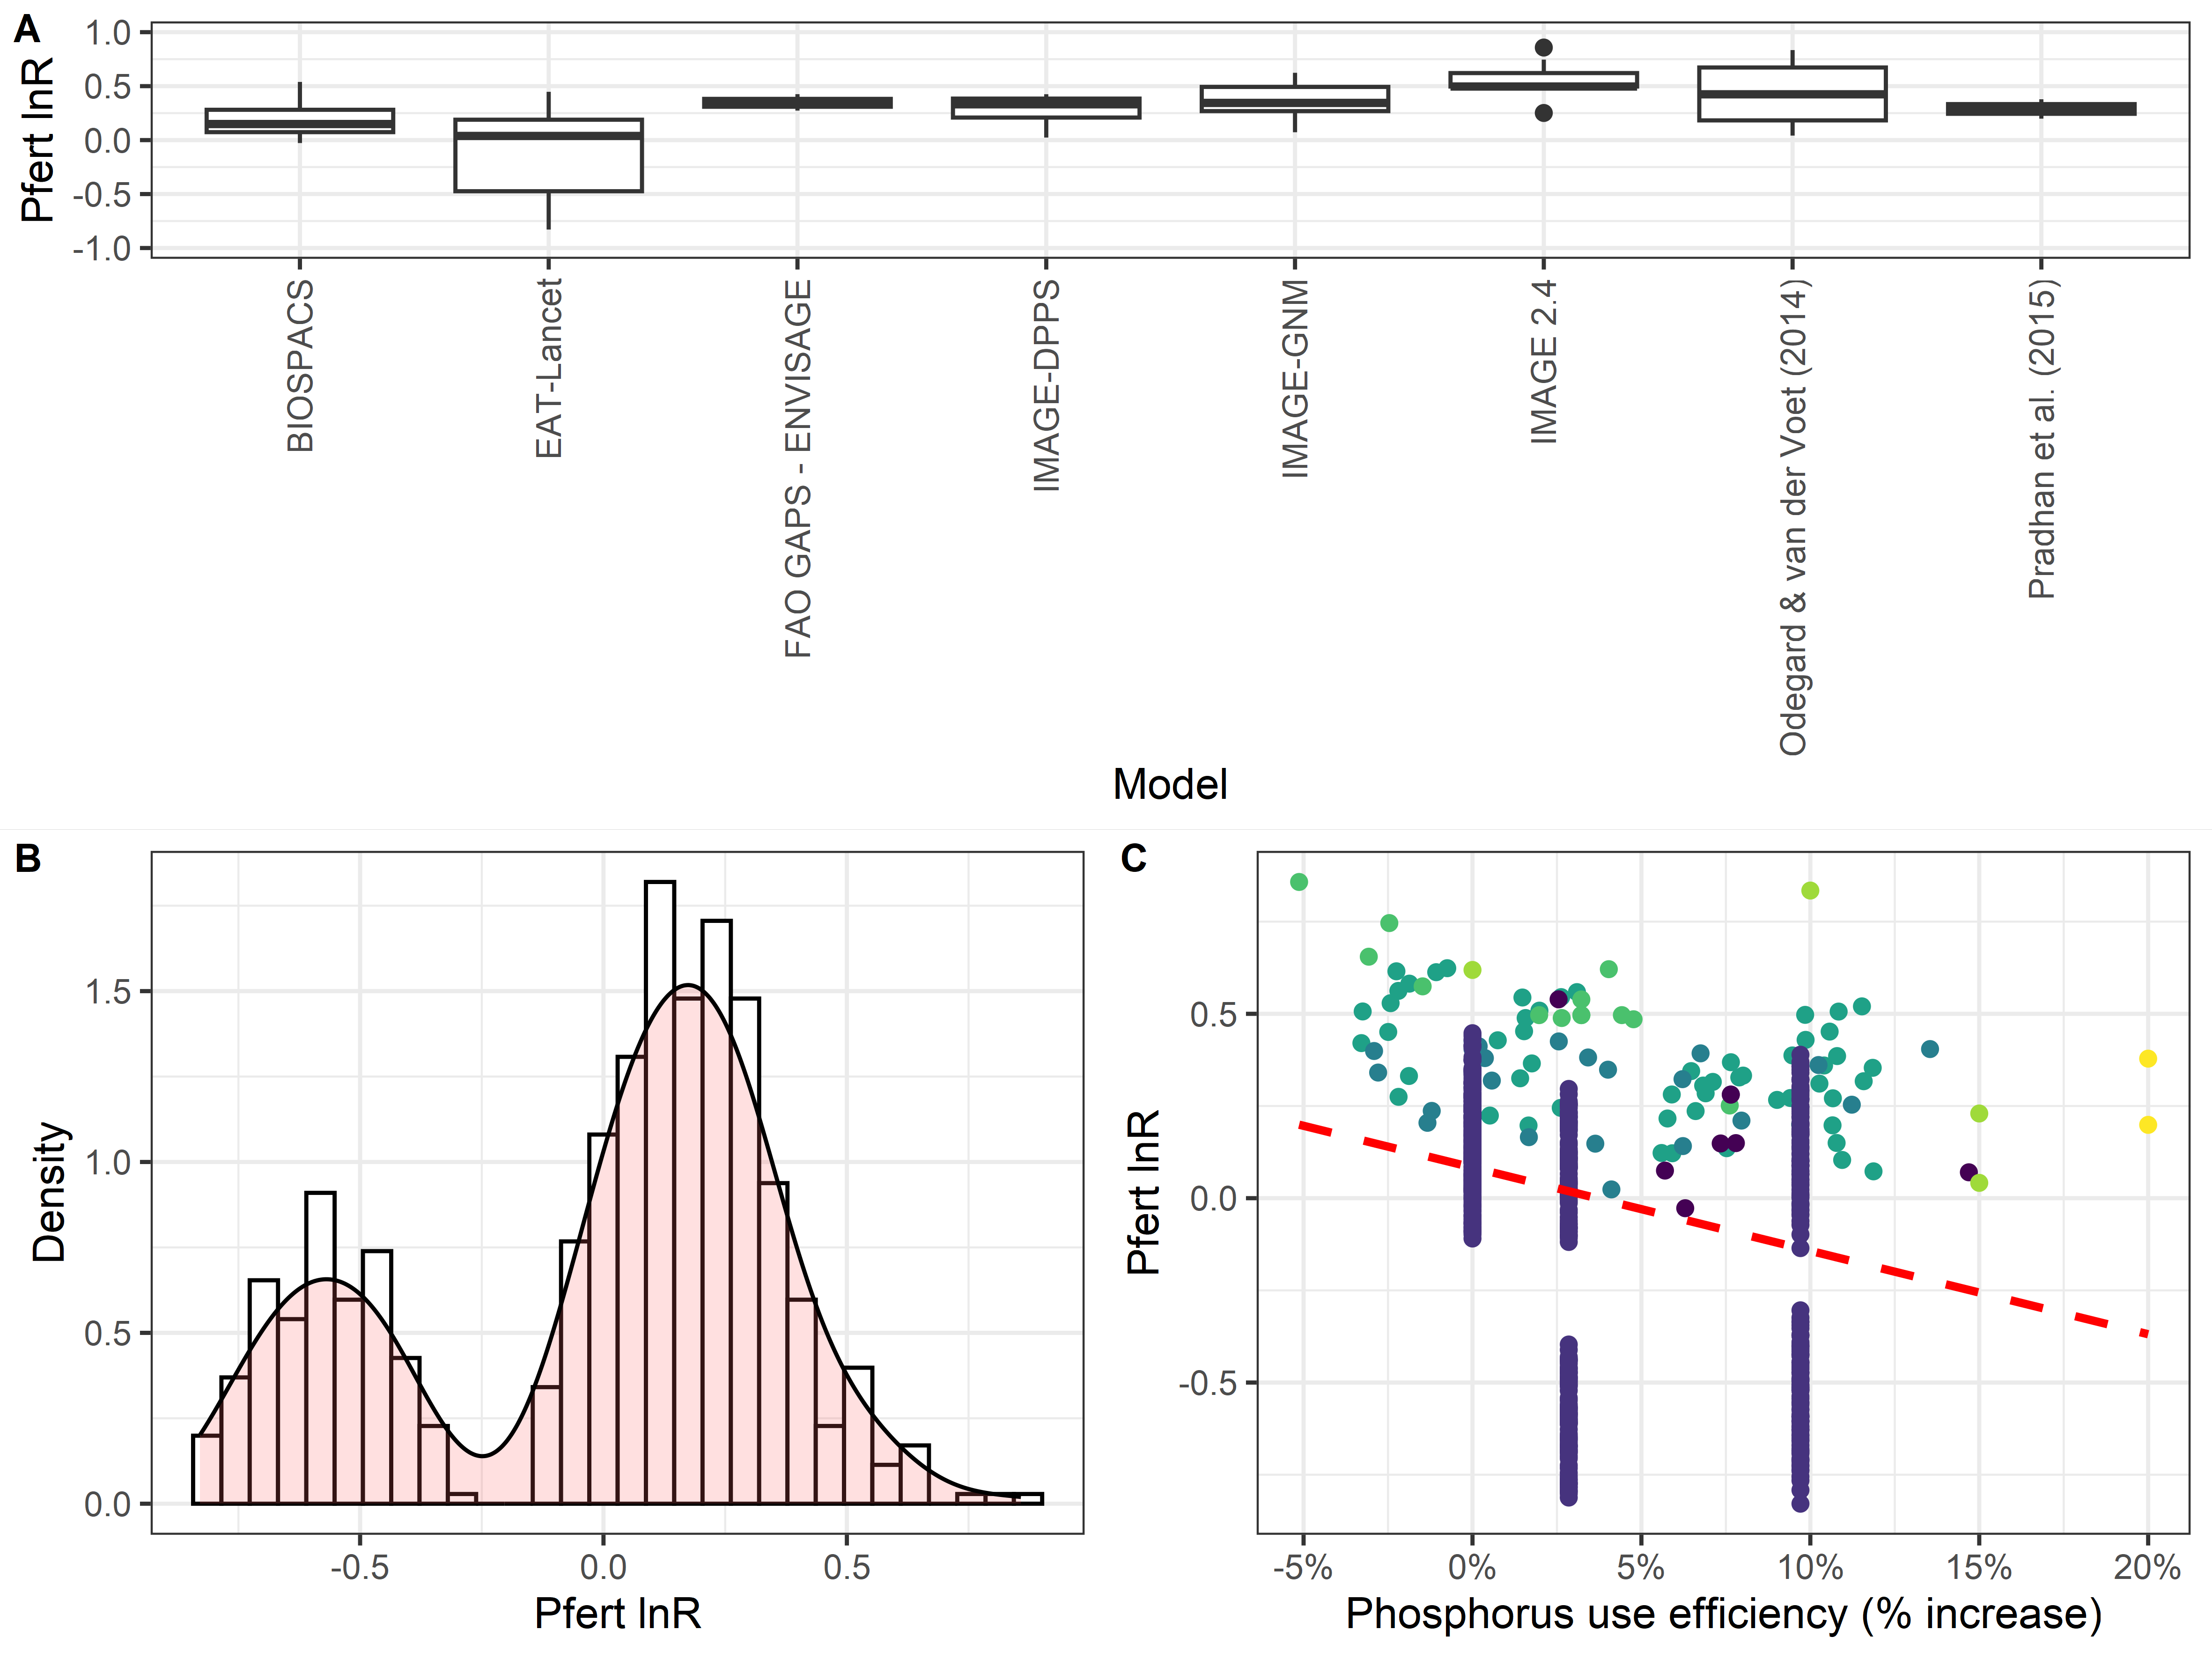 A
Pfert lnR
1.0
0.5
0.0
-0.5
-1.0
BIOSPACS
EAT-Lancet
FAO GAPS - ENVISAGE
IMAGE-DPPS
IMAGE-GNM
IMAGE 2.4
Odegard & van der Voet (2014)
Pradhan et al. (2015)
Model
B
Density
1.5
1.0
0.5
0.0
-0.5 0.0 0.5
Pfert lnR
C
Pfert lnR
0.5
0.0
-0.5
-5% 0% 5% 10% 15% 20%
Phosphorus use efficiency (% increase)